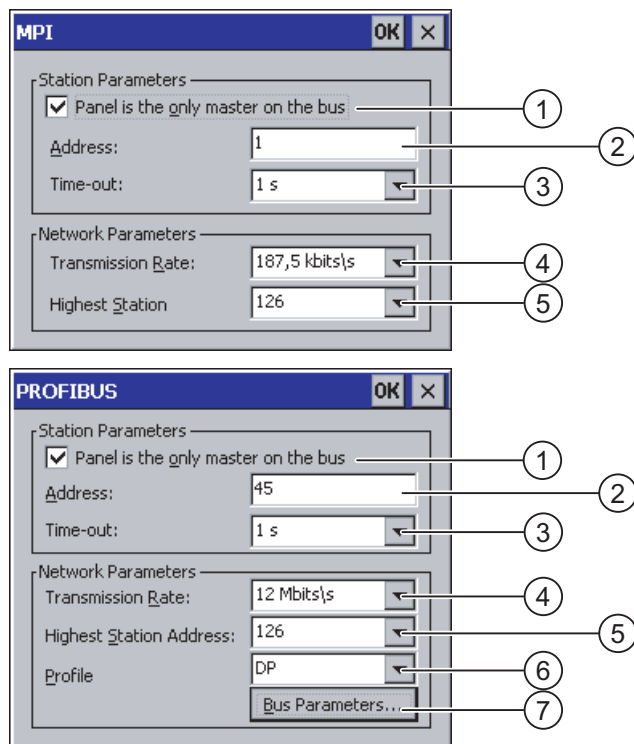 MPI OK ×
Station Parameters
Panel is the only master on the bus 1
Address: 1 2
Time-out: 1 s 3
Network Parameters
Transmission Rate: 187,5 kbits\s 4
Highest Station 126 5
PROFIBUS OK ×
Station Parameters
Panel is the only master on the bus 1
Address: 45 2
Time-out: 1 s 3
Network Parameters
Transmission Rate: 12 Mbits\s 4
Highest Station Address: 126 5
Profile DP 6
Bus Parameters... 7